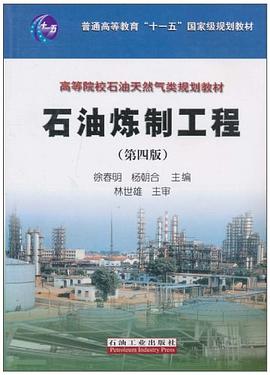 十一五
普通高等教育“十一五”国家级规划教材
高等院校石油天然气类规划教材
石油炼制工程
(第四版)
徐春明 杨朝合 主编
林世雄 主审
石油工业出版社
Petroleum Industry Press